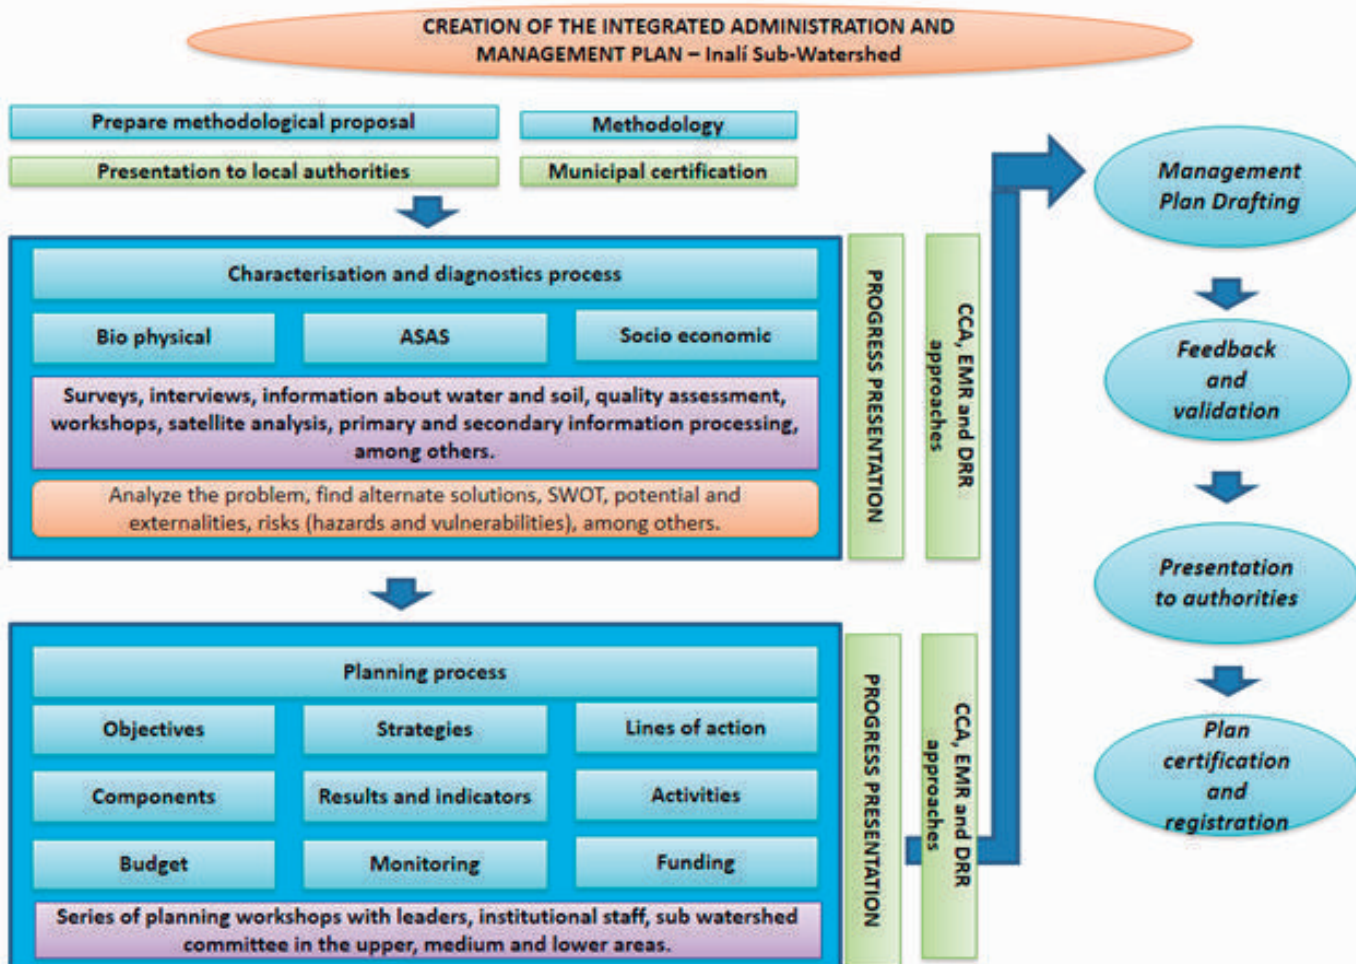 CREATION OF THE INTEGRATED ADMINISTRATION AND
MANAGEMENT PLAN – Inalí Sub-Watershed
Prepare methodological proposal
Methodology
Presentation to local authorities
Municipal certification
Characterisation and diagnostics process
Bio physical
ASAS
Socio economic
Surveys, interviews, information about water and soil, quality assessment,
workshops, satellite analysis, primary and secondary information processing,
among others.
Analyze the problem, find alternate solutions, SWOT, potential and
externalities, risks (hazards and vulnerabilities), among others.
PROGRESS PRESENTATION
CCA, EMR and DRR
approaches
Planning process
Objectives
Strategies
Lines of action
Components
Results and indicators
Activities
Budget
Monitoring
Funding
Series of planning workshops with leaders, institutional staff, sub watershed
committee in the upper, medium and lower areas.
PROGRESS PRESENTATION
CCA, EMR and DRR
approaches
Management
Plan Drafting
Feedback
and
validation
Presentation
to authorities
Plan
certification
and
registration